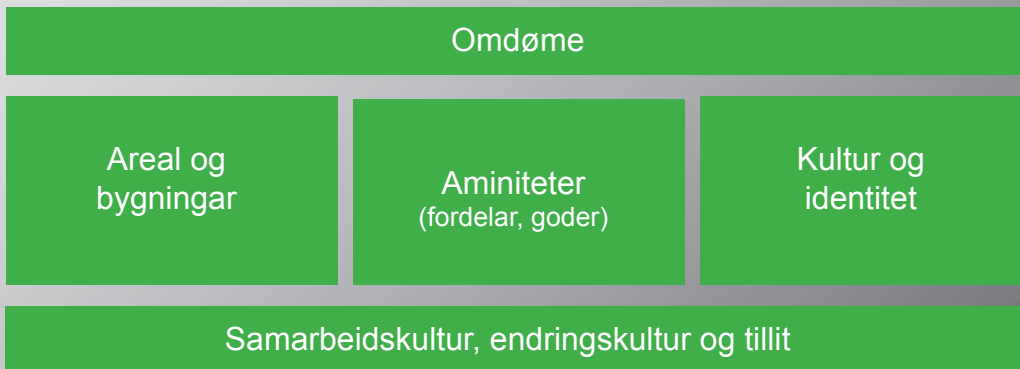 Omdøme
Areal og
bygningar
Aminiteter
(fordelar, goder)
Kultur og
identitet
Samarbeidskultur, endringskultur og tillit